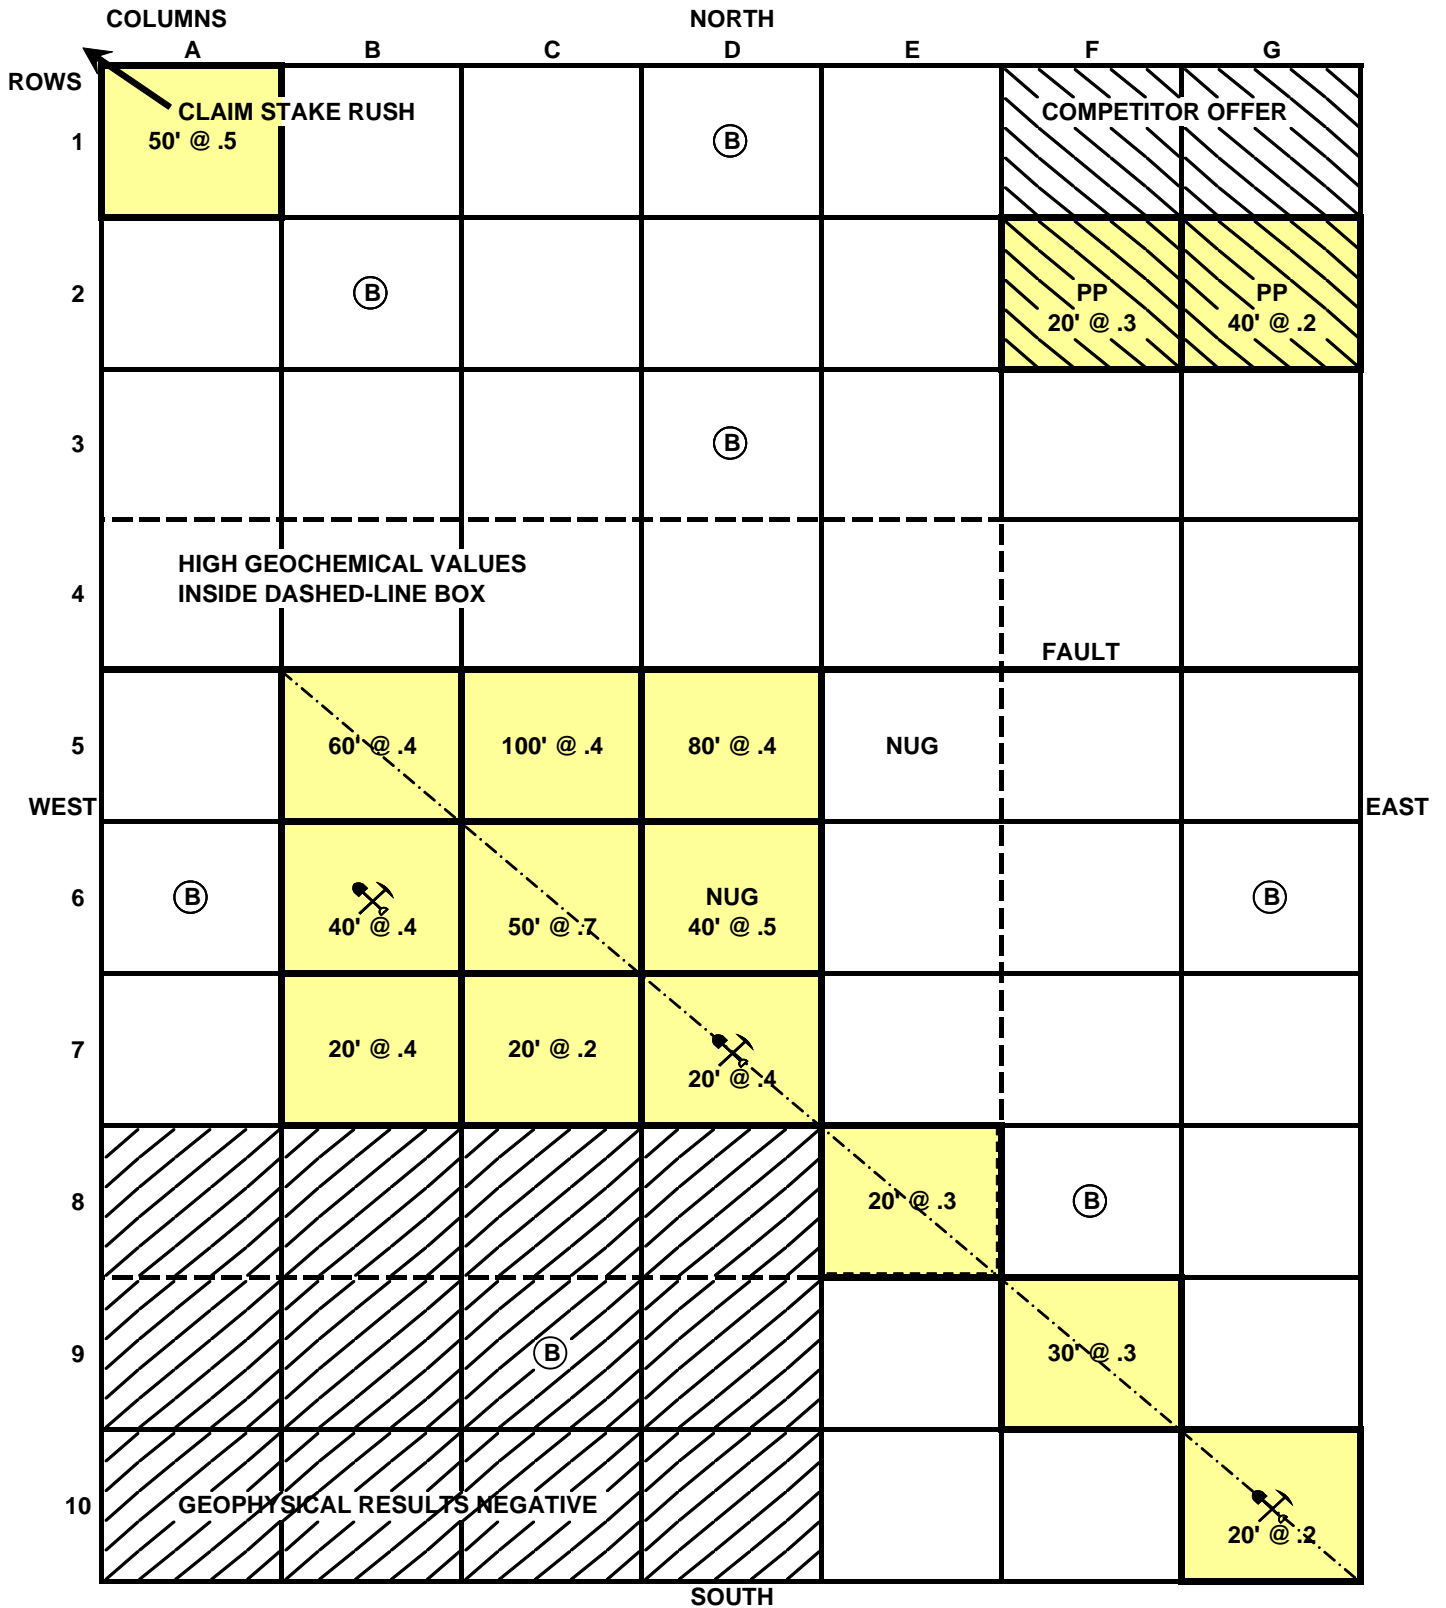 COLUMNS NORTH
A B C D E F G
ROWS
CLAIM STAKE RUSH COMPETITOR OFFER
1 50' @ .5 B
2 B PP PP
20' @ .3 40' @ .2
3 B
HIGH GEOCHEMICAL VALUES
4 INSIDE DASHED-LINE BOX
FAULT
5 60' @ .4 100' @ .4 80' @ .4 NUG
WEST EAST
6 B NUG B
40' @ .4 50' @ .7 40' @ .5
7 20' @ .4 20' @ .2
20' @ .4
8 20' @ .3 B
9 B 30' @ .3
10 GEOPHYSICAL RESULTS NEGATIVE
20' @ .2
SOUTH